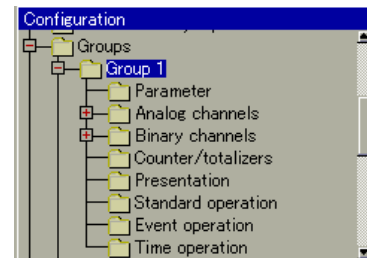 Configuration
Groups
Group 1
Parameter
Analog channels
Binary channels
Counter/totalizers
Presentation
Standard operation
Event operation
Time operation